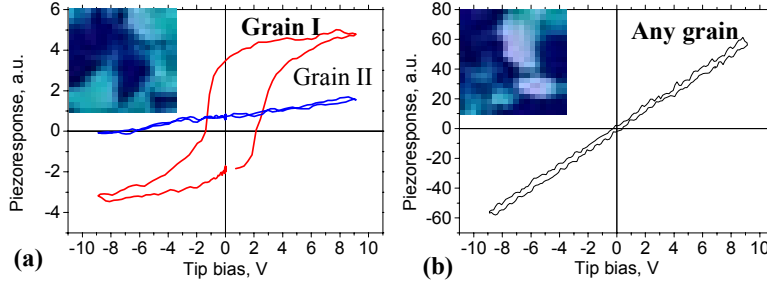 Grain I
Grain II
Piezoresponse, a.u.
6
4
2
0
-2
-4
-10 -8 -6 -4 -2 0 2 4 6 8 10
Tip bias, V
(a)
Any grain
Piezoresponse, a.u.
80
60
40
20
0
-20
-40
-60
-10 -8 -6 -4 -2 0 2 4 6 8 10
Tip bias, V
(b)